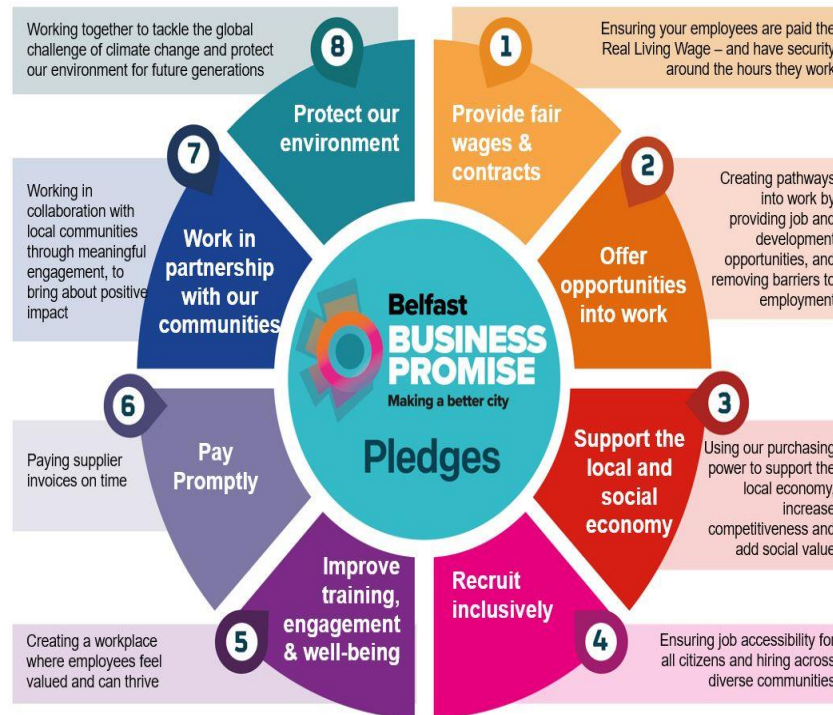 Belfast
BUSINESS
PROMISE
Making a better city
Pledges
1
Provide fair
wages &
contracts
Ensuring your employees are paid the
Real Living Wage – and have security
around the hours they work
2
Offer
opportunities
into work
Creating pathways
into work by
providing job and
development
opportunities, and
removing barriers to
employment
3
Support the
local and
social
economy
Using our purchasing
power to support the
local economy,
increase
competitiveness and
add social value
4
Recruit
inclusively
Ensuring job accessibility for
all citizens and hiring across
diverse communities
5
Improve
training,
engagement
& well-being
Creating a workplace
where employees feel
valued and can thrive
6
Pay
Promptly
Paying supplier
invoices on time
7
Work in
partnership
with our
communities
Working in
collaboration with
local communities
through meaningful
engagement, to
bring about positive
impact
8
Protect our
environment
Working together to tackle the global
challenge of climate change and protect
our environment for future generations